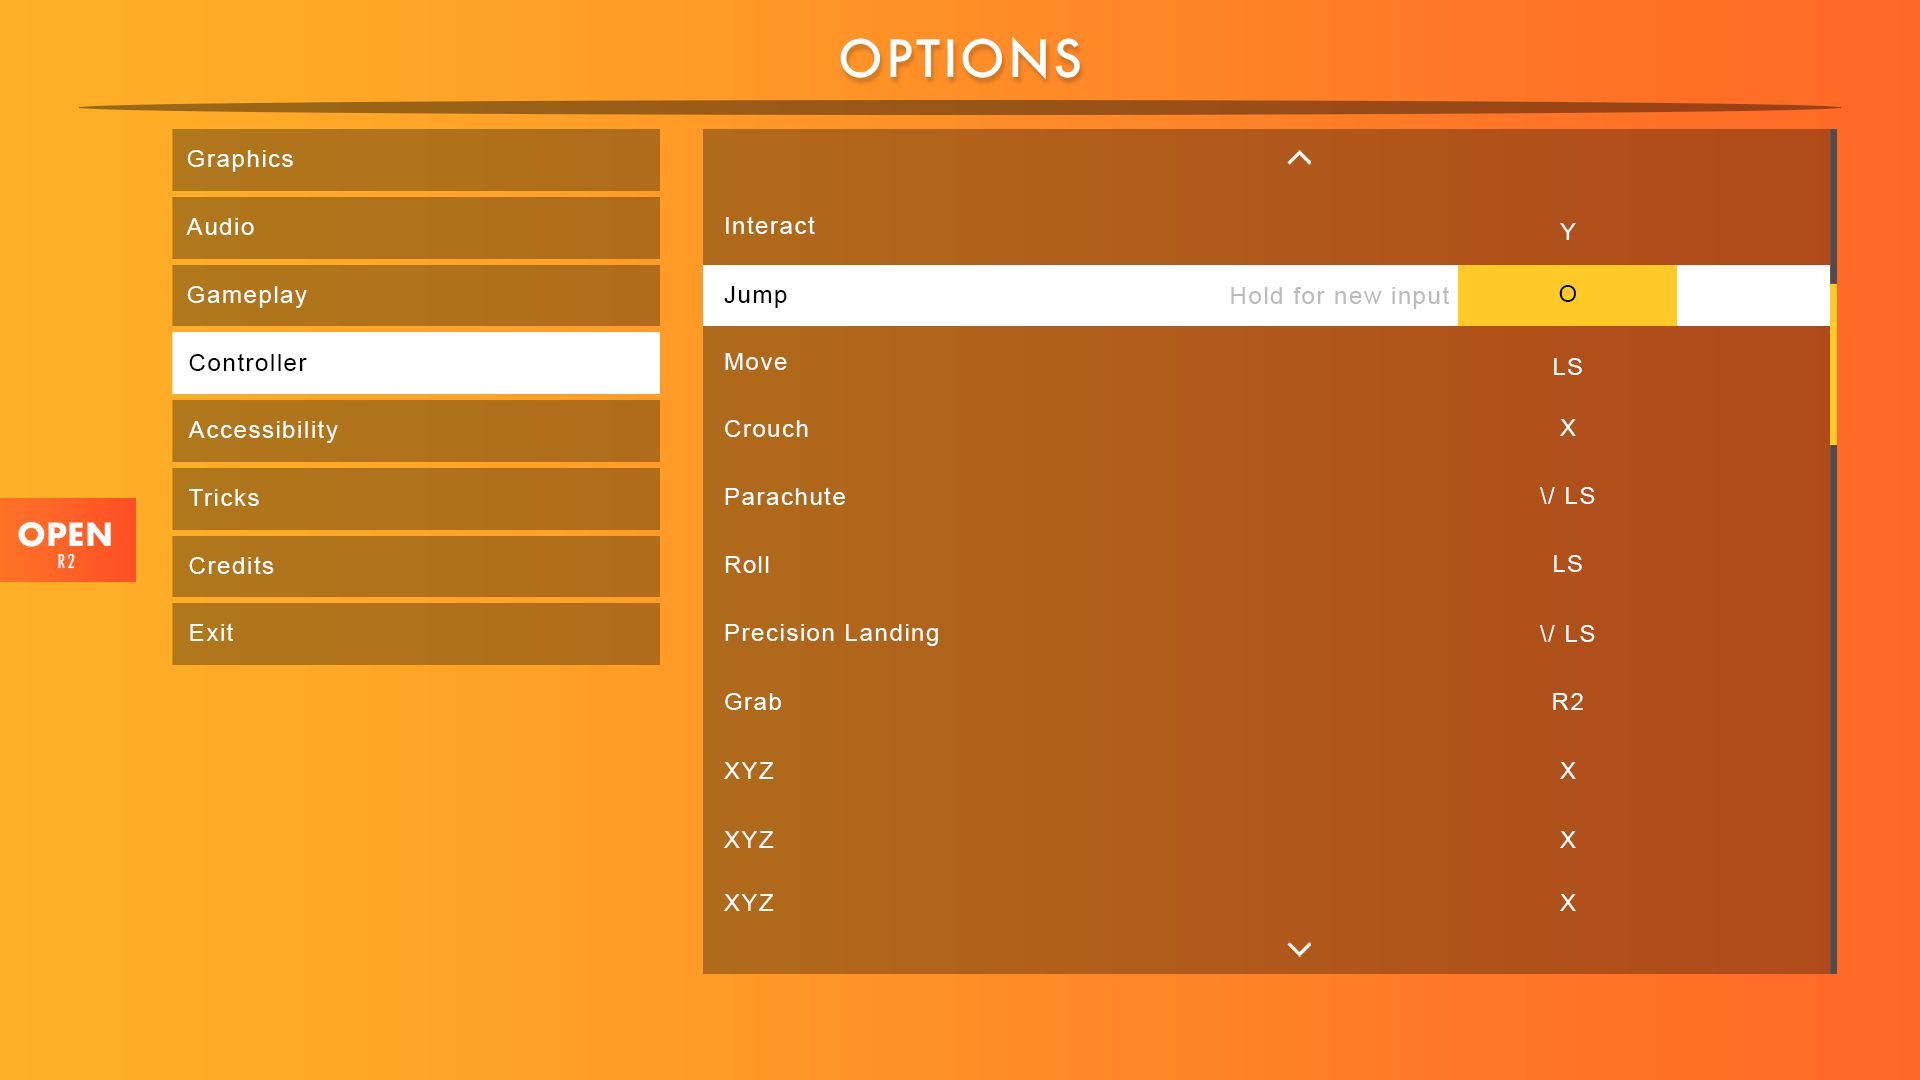 OPTIONS
Graphics
Audio
Gameplay
Controller
Accessibility
Tricks
Credits
Exit
OPEN
R2
Interact Y
Jump Hold for new input O
Move LS
Crouch X
Parachute \/ LS
Roll LS
Precision Landing \/ LS
Grab R2
XYZ X
XYZ X
XYZ X